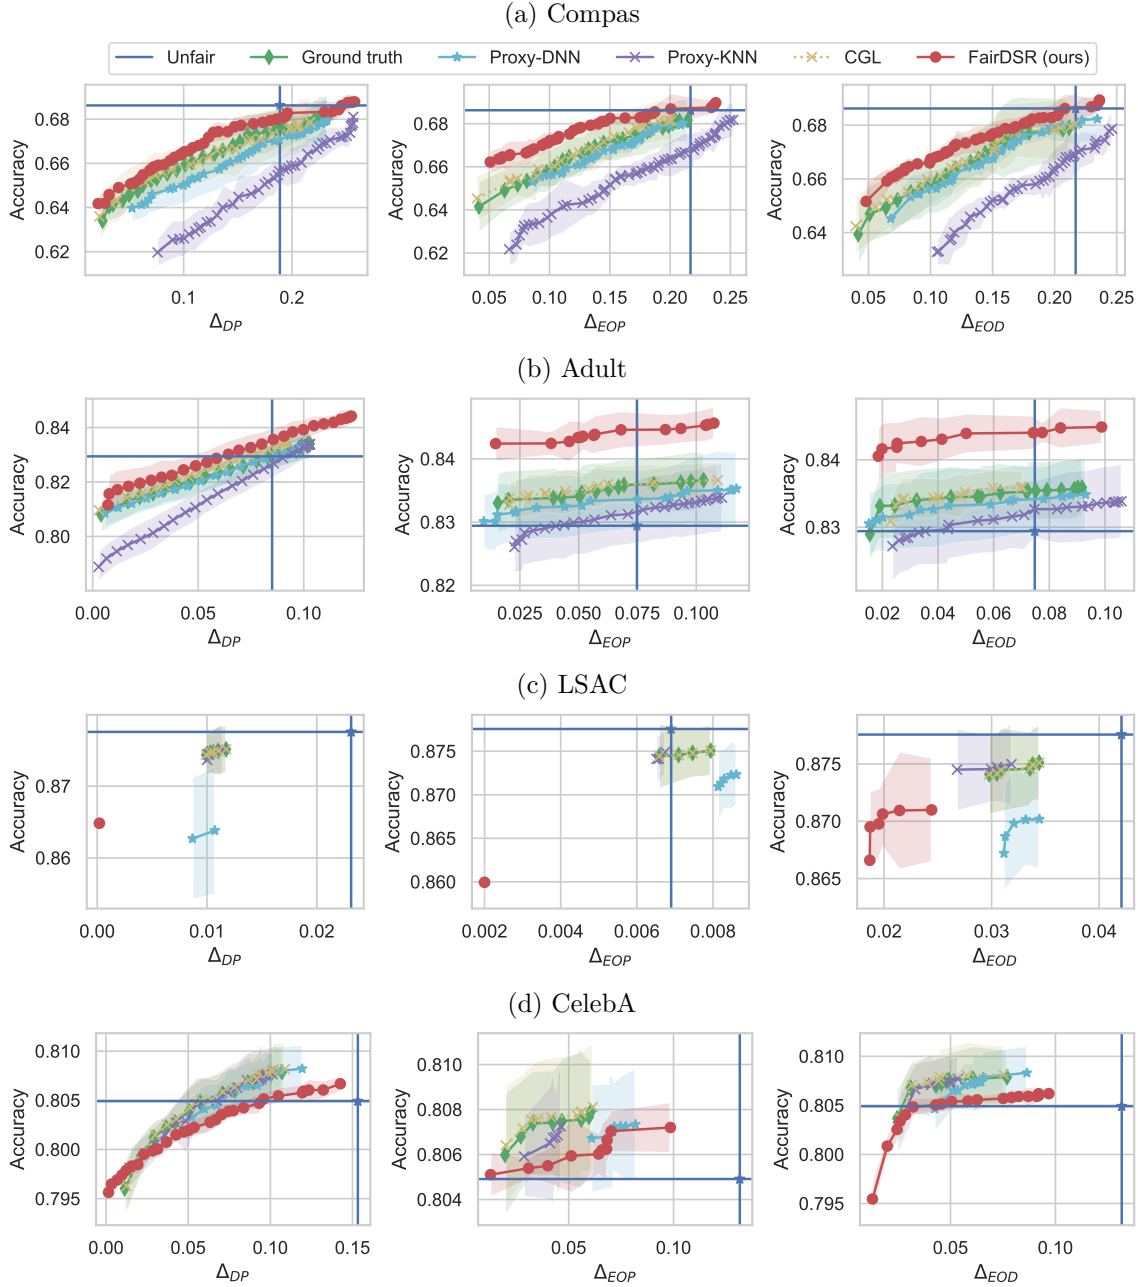 (a) Compas
Unfair Ground truth Proxy-DNN Proxy-KNN CGL FairDSR (ours)
Accuracy 0.68 0.66 0.64 0.62
0.1 0.2
Δ_DP
Accuracy 0.68 0.66 0.64 0.62
0.05 0.10 0.15 0.20 0.25
Δ_EOP
Accuracy 0.68 0.66 0.64
0.05 0.10 0.15 0.20 0.25
Δ_EOD
(b) Adult
Accuracy 0.84 0.82 0.80
0.00 0.05 0.10
Δ_DP
Accuracy 0.84 0.83 0.82
0.025 0.050 0.075 0.100
Δ_EOP
Accuracy 0.84 0.83
0.02 0.04 0.06 0.08 0.10
Δ_EOD
(c) LSAC
Accuracy 0.87 0.86
0.00 0.01 0.02
Δ_DP
Accuracy 0.875 0.870 0.865 0.860
0.002 0.004 0.006 0.008
Δ_EOP
Accuracy 0.875 0.870 0.865
0.02 0.03 0.04
Δ_EOD
(d) CelebA
Accuracy 0.810 0.805 0.800 0.795
0.00 0.05 0.10 0.15
Δ_DP
Accuracy 0.810 0.808 0.806 0.804
0.05 0.10
Δ_EOP
Accuracy 0.810 0.805 0.800 0.795
0.05 0.10
Δ_EOD